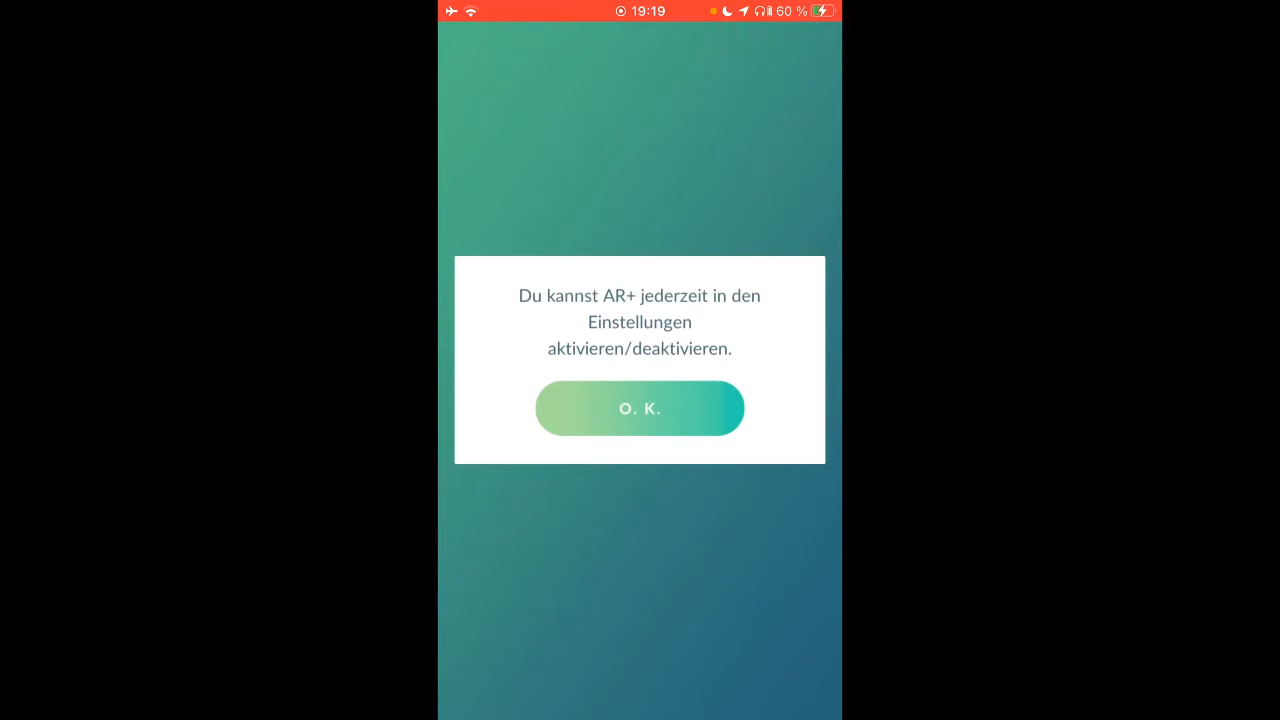 19:19 60 %
Du kannst AR+ jederzeit in den
Einstellungen
aktivieren/deaktivieren.
O. K.